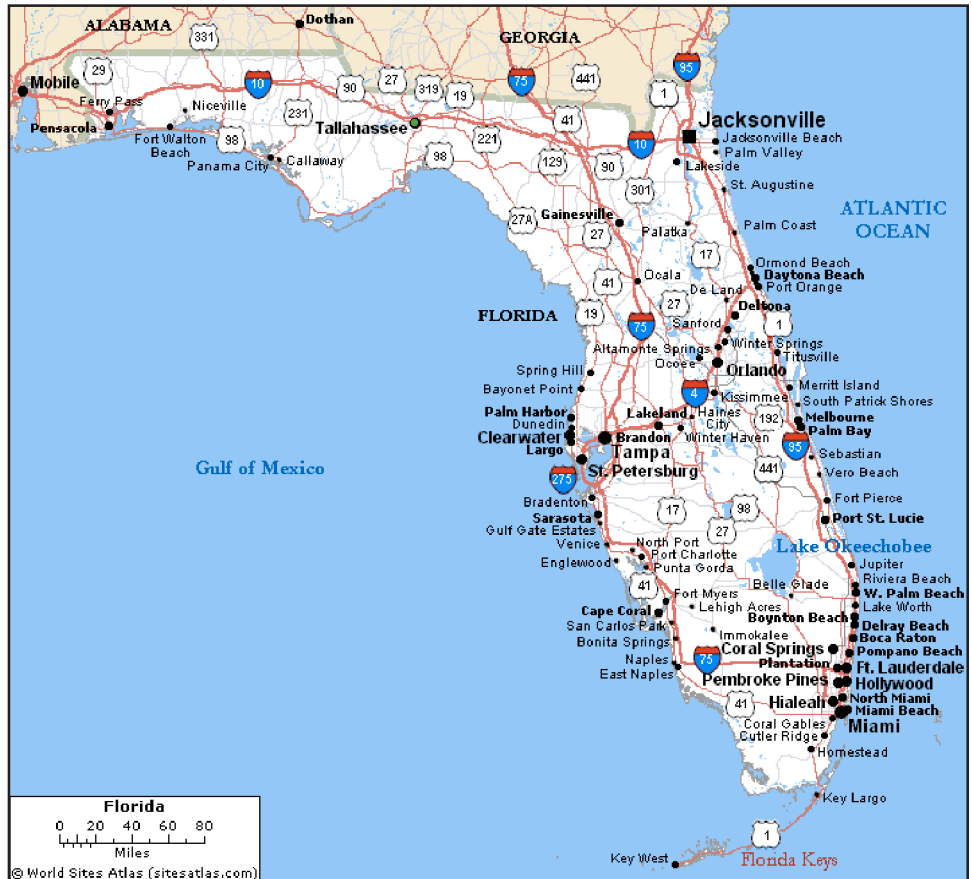 ALABAMA
Dothan
GEORGIA
331
29
Mobile
10
90
27
319
19
75
441
95
1
Ferry Pass
Niceville
231
41
Pensacola
Fort Walton
Beach
98
Tallahassee
221
Jacksonville
10
Jacksonville Beach
Palm Valley
Panama City
Callaway
98
129
90
Lakeside
301
St. Augustine
27A
Gainesville
27
Palatka
Palm Coast
ATLANTIC
OCEAN
17
41
Ocala
Ormond Beach
Daytona Beach
Port Orange
De Land
27
Deltona
FLORIDA
19
75
Sanford
1
Altamonte Springs
Winter Springs
Titusville
Ocoee
Orlando
Spring Hill
Bayonet Point
4
Kissimmee
Merritt Island
South Patrick Shores
Palm Harbor
Dunedin
Clearwater
Largo
Lakeland
Haines
City
192
Melbourne
Palm Bay
Brandon
Winter Haven
Tampa
St. Petersburg
95
Sebastian
Gulf of Mexico
275
441
Vero Beach
Bradenton
Fort Pierce
Sarasota
17
98
Port St. Lucie
Gulf Gate Estates
27
Venice
North Port
Lake Okeechobee
Port Charlotte
Englewood
Punta Gorda
Jupiter
41
Belle Glade
Riviera Beach
W. Palm Beach
Fort Myers
Lehigh Acres
Lake Worth
Cape Coral
Boynton Beach
San Carlos Park
Immokalee
Delray Beach
Bonita Springs
Boca Raton
Coral Springs
Pompano Beach
Naples
75
Plantation
Ft. Lauderdale
East Naples
Pembroke Pines
Hollywood
41
Hialeah
North Miami
Miami Beach
Coral Gables
Miami
Cutler Ridge
Homestead
Key Largo
1
Key West
Florida Keys
Florida
0 20 40 60 80
Miles
© World Sites Atlas (sitesatlas.com)